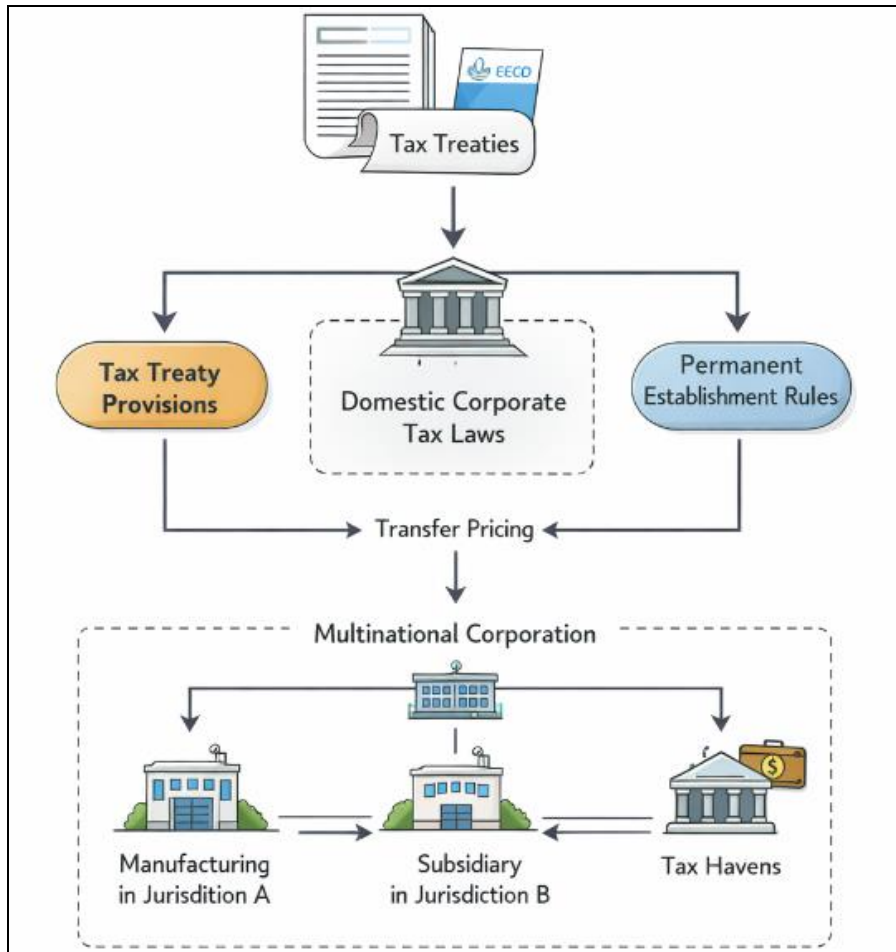 EECO
Tax Treaties
Tax Treaty
Provisions
Domestic Corporate
Tax Laws
Permanent
Establishment Rules
Transfer Pricing
Multinational Corporation
Manufacturing
in Jurisdition A
Subsidiary
in Jurisdiction B
$
Tax Havens